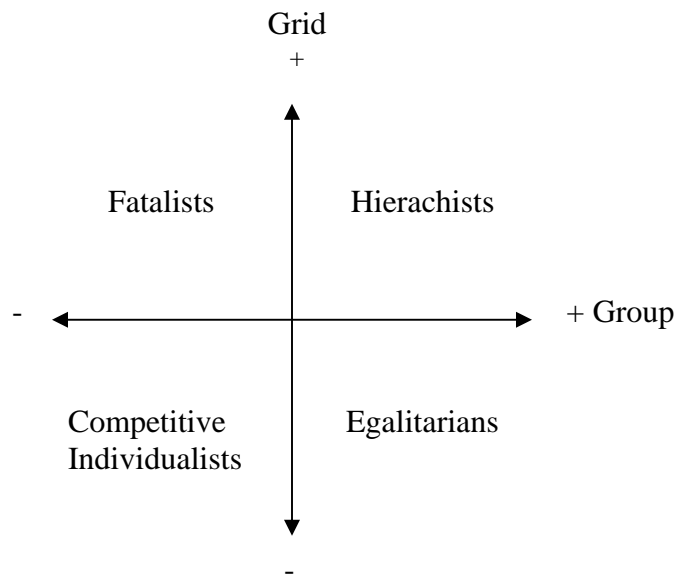 Grid
+
Fatalists
Hierachists
-
+ Group
Competitive
Individualists
Egalitarians
-